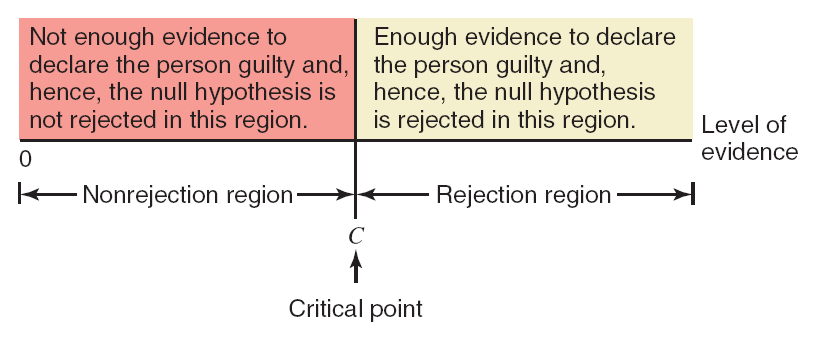 Not enough evidence to
declare the person guilty and,
hence, the null hypothesis is
not rejected in this region.
Enough evidence to declare
the person guilty and,
hence, the null hypothesis
is rejected in this region.
Level of
evidence
0
Nonrejection region
Rejection region
C
Critical point